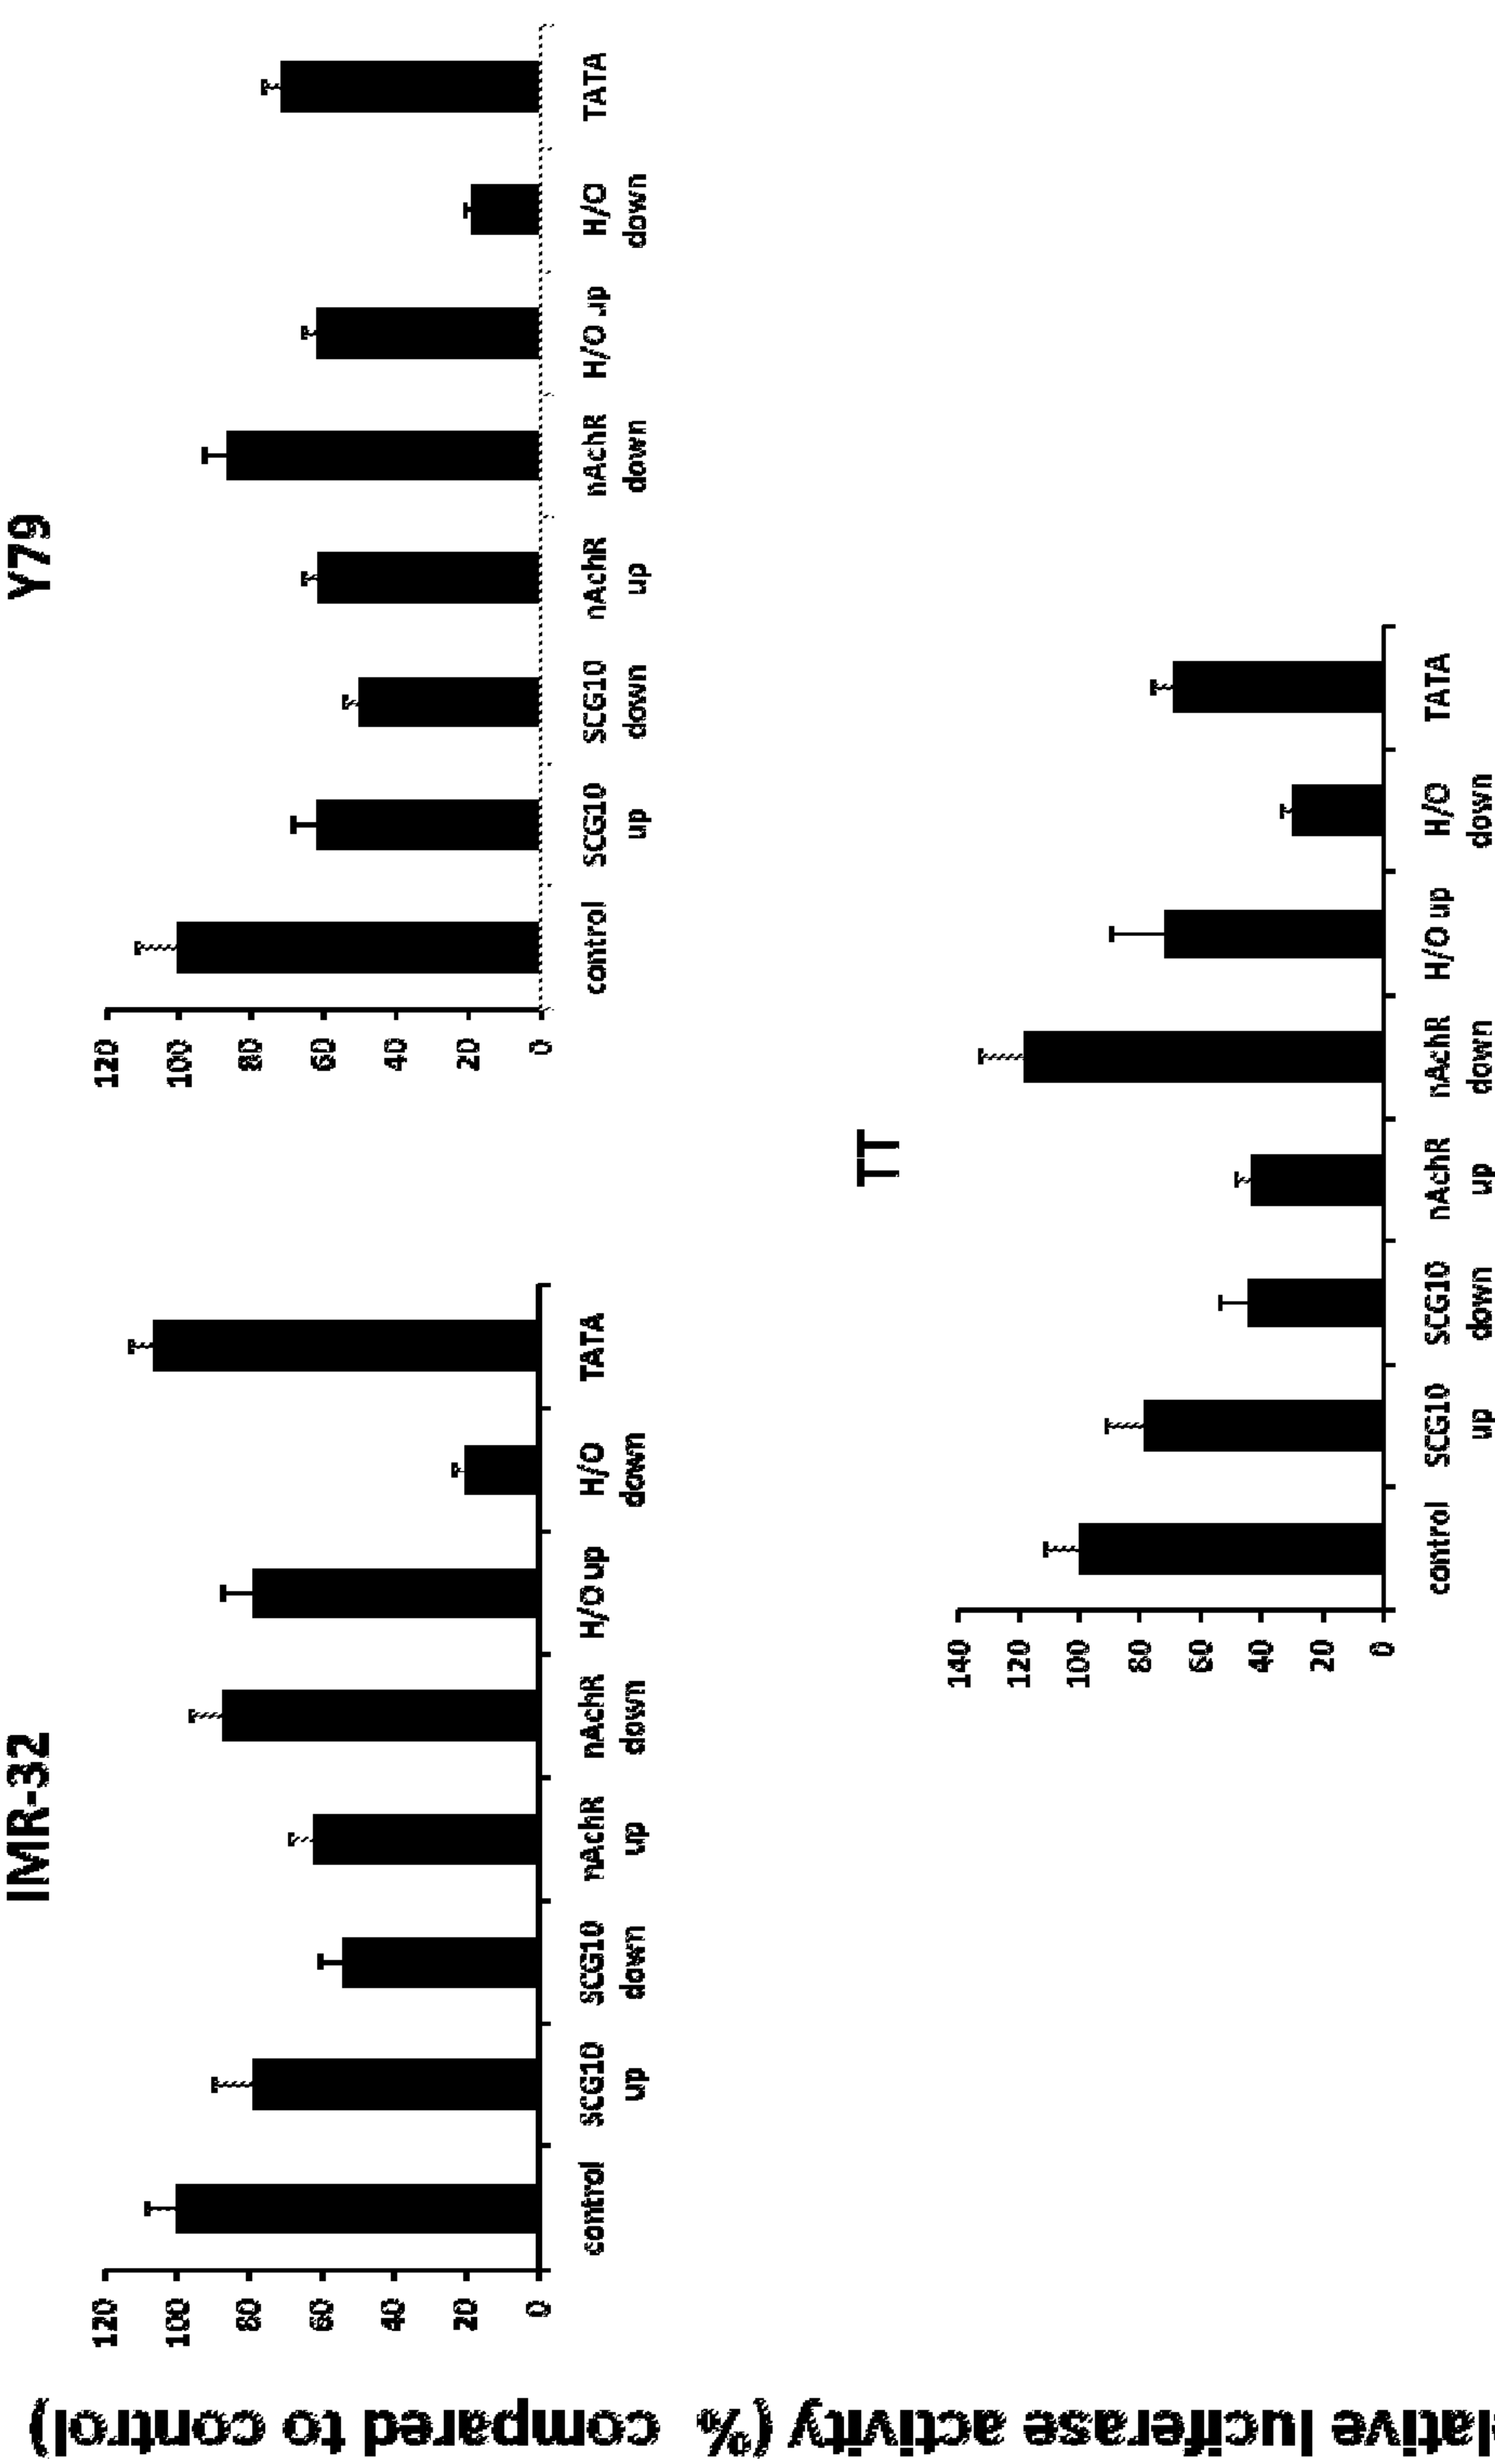 lative luciferase activity (% compared to control)
IMR-32
120
100
80
60
40
20
0
control SCG10 SCG10 nAchR nAchR H/O up H/O TATA
up down up down down
Y79
120
100
80
60
40
20
0
control SCG10 SCG10 nAchR nAchR H/O up H/O TATA
up down up down down
TT
140
120
100
80
60
40
20
0
control SCG10 SCG10 nAchR nAchR H/O up H/O TATA
up down up down down